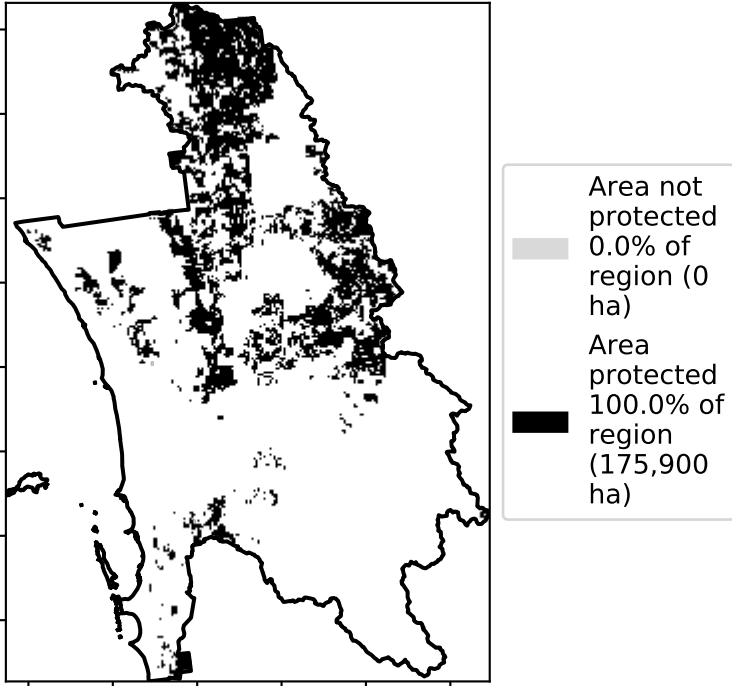 Area not
protected
0.0% of
region (0
ha)
Area
protected
100.0% of
region
(175,900
ha)